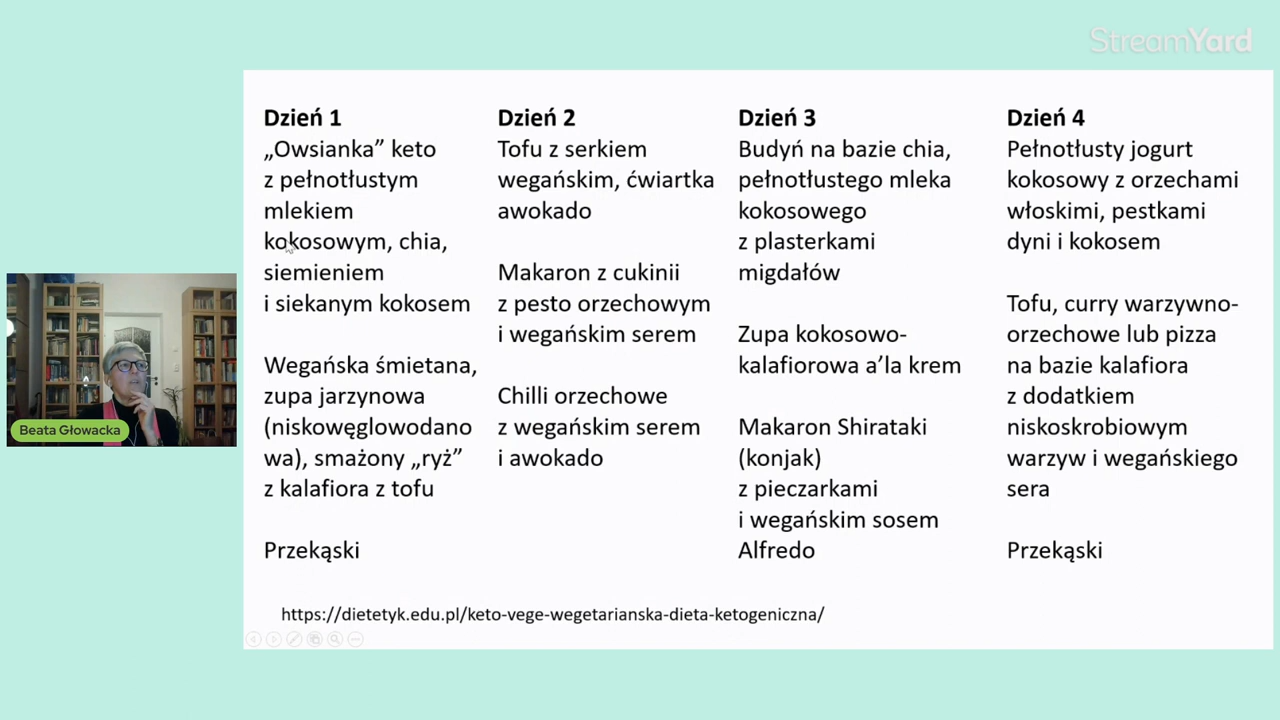 StreamYard
Dzień 1
„Owsianka” keto
z pełnotłustym
mlekiem
kokosowym, chia,
siemieniem
i siekanym kokosem
Wegańska śmietana,
zupa jarzynowa
(niskowęglowodano
wa), smażony „ryż”
z kalafiora z tofu
Przekąski
Dzień 2
Tofu z serkiem
wegańskim, ćwiartka
awokado
Makaron z cukinii
z pesto orzechowym
i wegańskim serem
Chilli orzechowe
z wegańskim serem
i awokado
Dzień 3
Budyń na bazie chia,
pełnotłustego mleka
kokosowego
z plasterkami
migdałów
Zupa kokosowo-
kalafiorowa a’la krem
Makaron Shirataki
(konjak)
z pieczarkami
i wegańskim sosem
Alfredo
Dzień 4
Pełnotłusty jogurt
kokosowy z orzechami
włoskimi, pestkami
dyni i kokosem
Tofu, curry warzywno-
orzechowe lub pizza
na bazie kalafiora
z dodatkiem
niskoskrobiowym
warzyw i wegańskiego
sera
Przekąski
https://dietetyk.edu.pl/keto-vege-wegetarianska-dieta-ketogeniczna/
Beata Głowacka